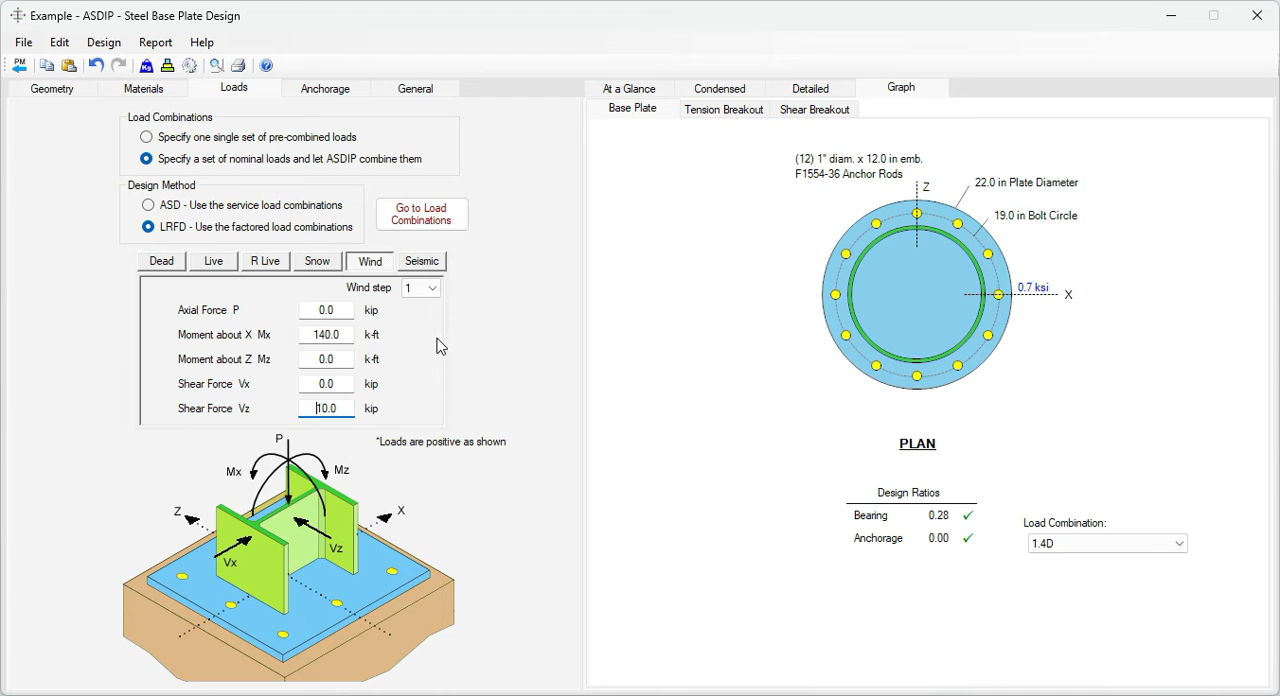 Example - ASDIP - Steel Base Plate Design
File Edit Design Report Help
PM
Kg
Geometry Materials Loads Anchorage General
Load Combinations
Specify one single set of pre-combined loads
Specify a set of nominal loads and let ASDIP combine them
Design Method
ASD - Use the service load combinations
LRFD - Use the factored load combinations
Go to Load
Combinations
Dead Live R Live Snow Wind Seismic
Wind step 1
Axial Force P 0.0 kip
Moment about X Mx 140.0 k-ft
Moment about Z Mz 0.0 k-ft
Shear Force Vx 0.0 kip
Shear Force Vz 10.0 kip
*Loads are positive as shown
P
Mx
Mz
Z
X
Vx
Vz
At a Glance Condensed Detailed Graph
Base Plate Tension Breakout Shear Breakout
(12) 1" diam. x 12.0 in emb.
F1554-36 Anchor Rods
Z
22.0 in Plate Diameter
19.0 in Bolt Circle
0.7 ksi
X
PLAN
Design Ratios
Bearing 0.28 ✓
Anchorage 0.00 ✓
Load Combination:
1.4D